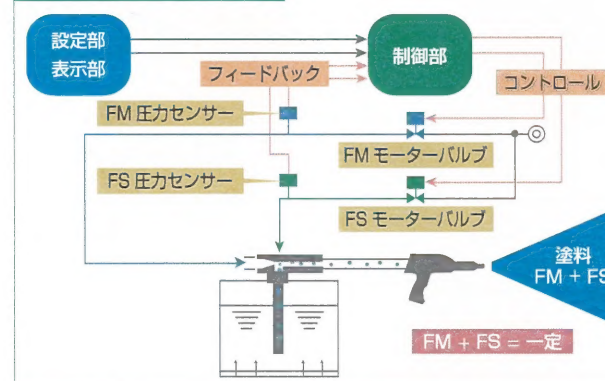 設定部
表示部
制御部
フィードバック
コントロール
FM 圧力センサー
FM モーターバルブ
FS 圧力センサー
FS モーターバルブ
塗料
FM + FS
FM + FS = 一定